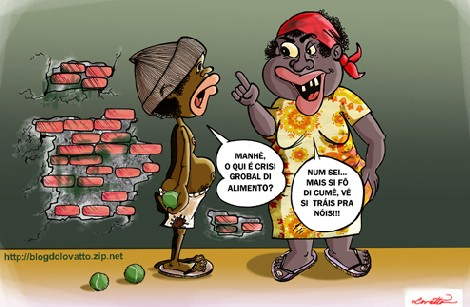 MANHÊ,
O QUI É CRISI
GROBAL DI
ALIMENTO?
NUM SEI...
MAIS SI FÔ
DI CUMÊ, VÊ
SI TRÁIS PRA
NÓIS!!!
http://blogdclovatto.zip.net
Lovatto